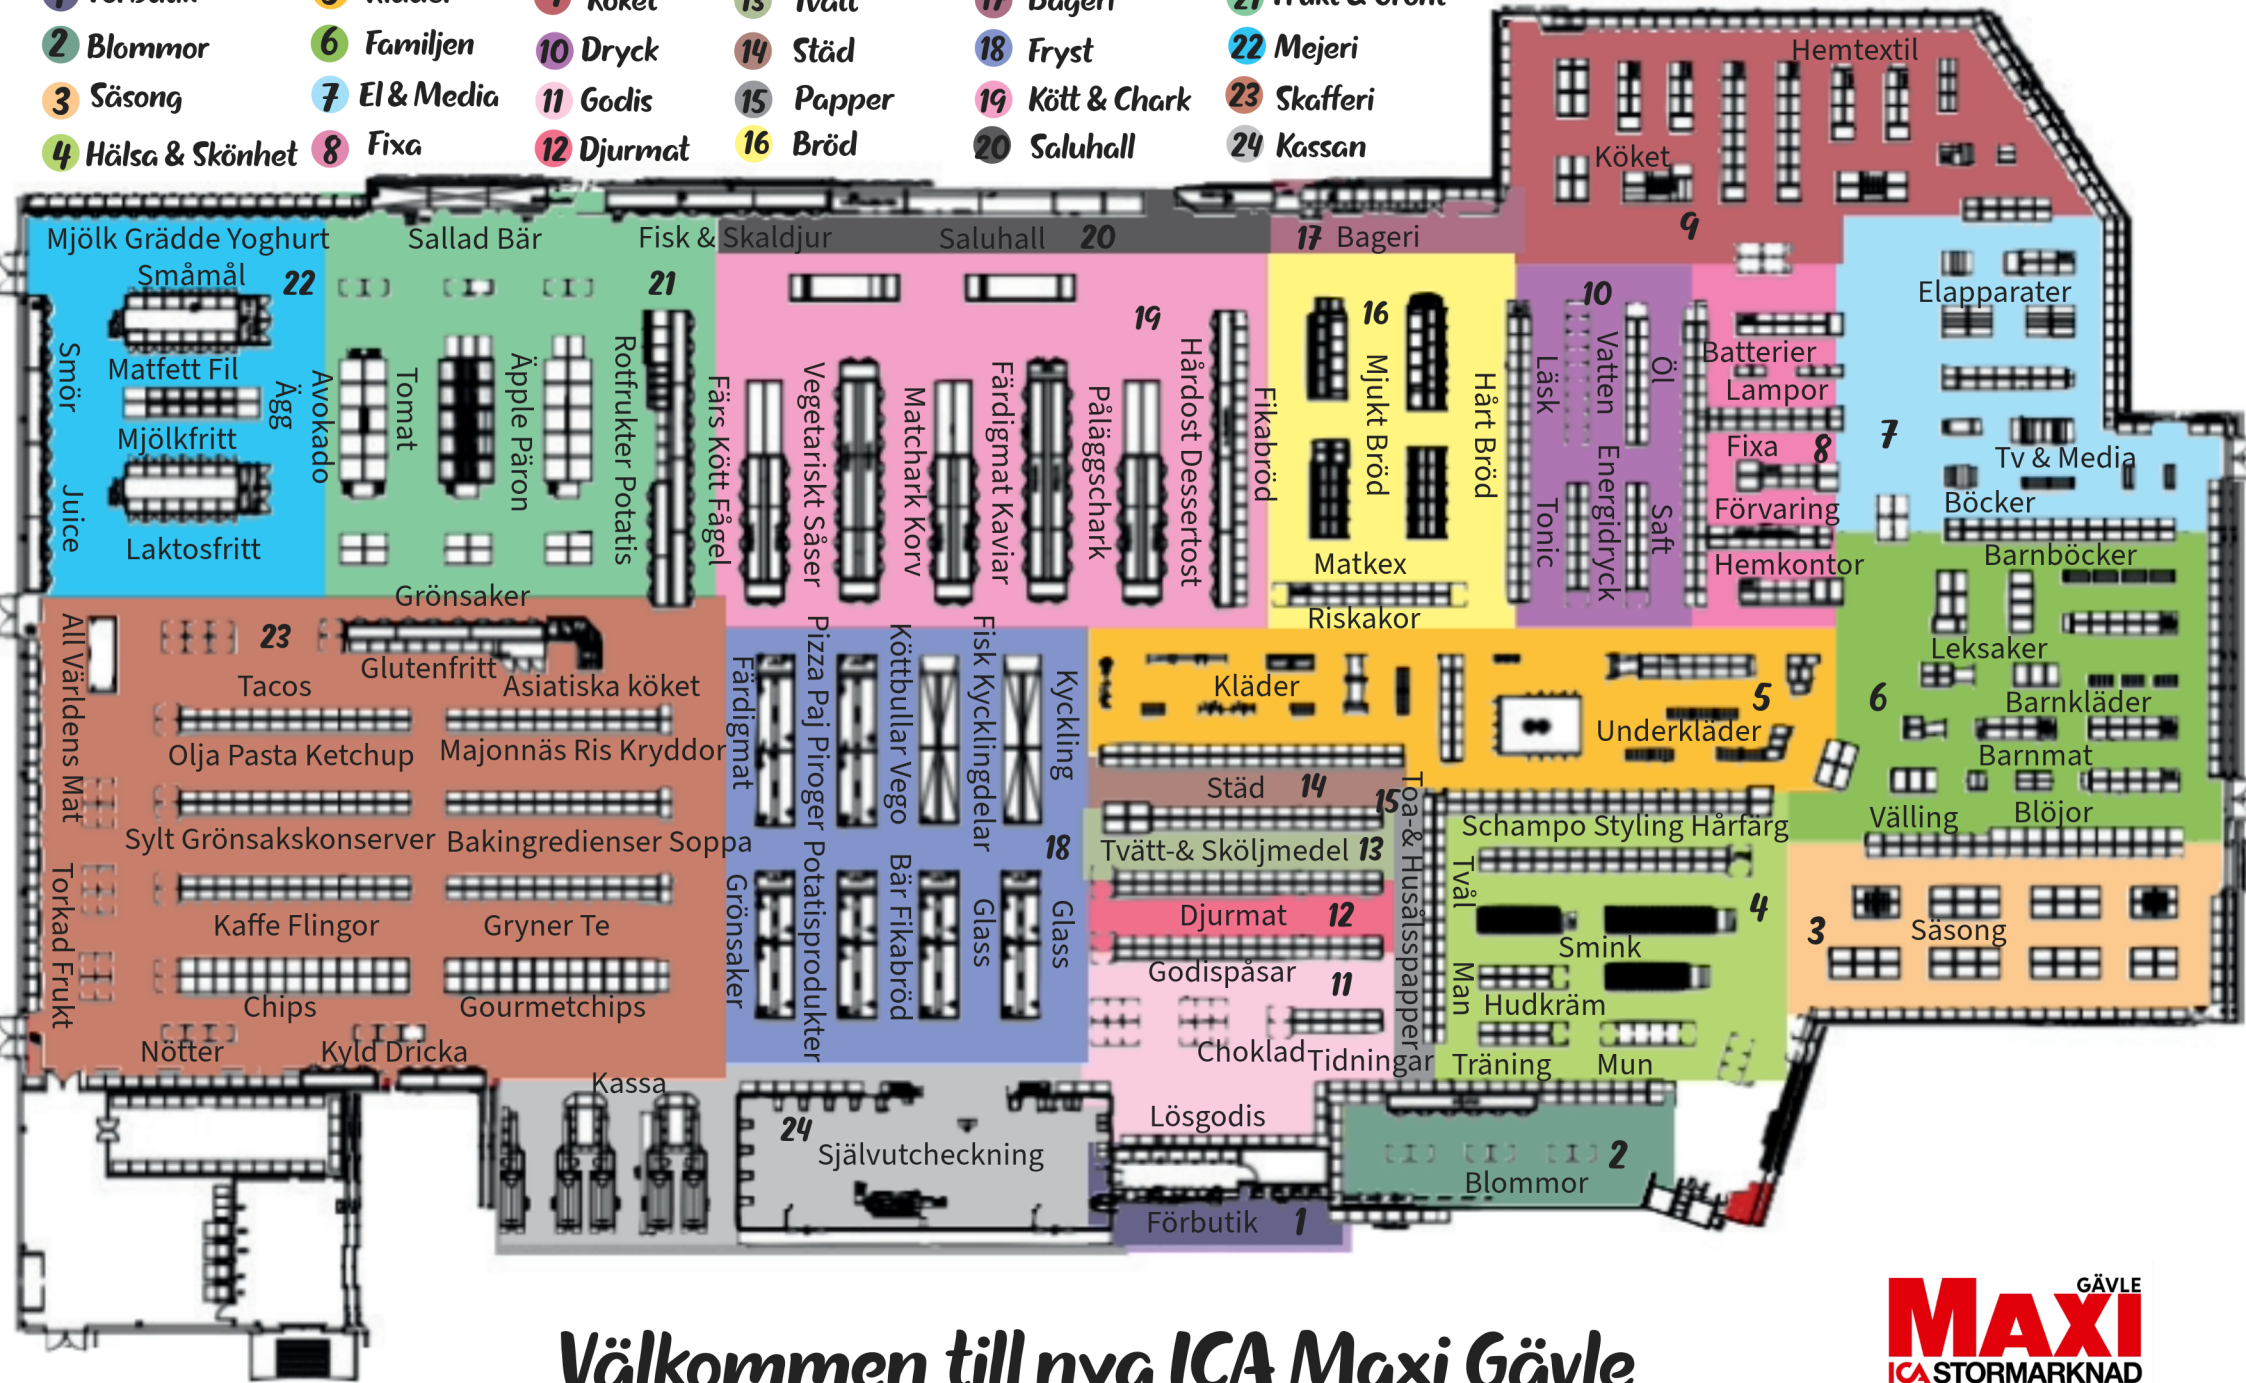 2 Blommor
3 Säsong
4 Hälsa & Skönhet
6 Familjen
7 El & Media
8 Fixa
Köket
10 Dryck
11 Godis
12 Djurmat
13 Tvätt
14 Städ
15 Papper
16 Bröd
17 Bageri
18 Fryst
19 Kött & Chark
20 Saluhall
21 Frukt & Grönt
22 Mejeri
23 Skafferi
24 Kassan
Hemtextil
Köket
9
Mjölk Grädde Yoghurt
Småmål
22
Smör
Matfett Fil
Ägg
Mjölkfritt
Juice
Laktosfritt
Sallad Bär
Fisk & Skaldjur
21
Avokado
Tomat
Äpple Päron
Rotfrukter Potatis
Grönsaker
Saluhall 20
19
Färs Kött Fågel
Vegetariskt Såser
Matchark Korv
Färdigmat Kaviar
Påläggschark
Hårdost Dessertost
17 Bageri
16
Fikabröd
Mjukt Bröd
Hårt Bröd
Matkex
Riskakor
10
Läsk
Vatten
Öl
Tonic
Energidryck
Saft
Batterier
Lampor
Fixa 8
Förvaring
Hemkontor
Elapparater
7
Tv & Media
Böcker
Barnböcker
Leksaker
6
Barnkläder
Barnmat
Välling
Blöjor
23
All Världens Mat
Glutenfritt
Tacos
Asiatiska köket
Olja Pasta Ketchup
Majonnäs Ris Kryddor
Sylt Grönsakskonserver
Bakingredienser Soppa
Torkad Frukt
Kaffe Flingor
Gryner Te
Chips
Gourmetchips
Nötter
Kyld Dricka
Färdigmat
Pizza Paj Piroger
Köttbullar Vego
Fisk Kycklingdelar
Kyckling
18
Grönsaker
Potatisprodukter
Bär Fikabröd
Glass
Glass
Kläder
5
Underkläder
Städ 14
15
Toa-& Husålsspapper
Tvätt-& Sköljmedel 13
Djurmat 12
Godispåsar
11
Choklad
Tidningar
Lösgodis
Schampo Styling Hårfärg
Tvål
4
Smink
Man
Hudkräm
Träning
Mun
3
Säsong
Kassa
24
Självutcheckning
Förbutik 1
2
Blommor
Välkommen till nya ICA Maxi Gävle
GÄVLE
MAXI
ICA STORMARKNAD